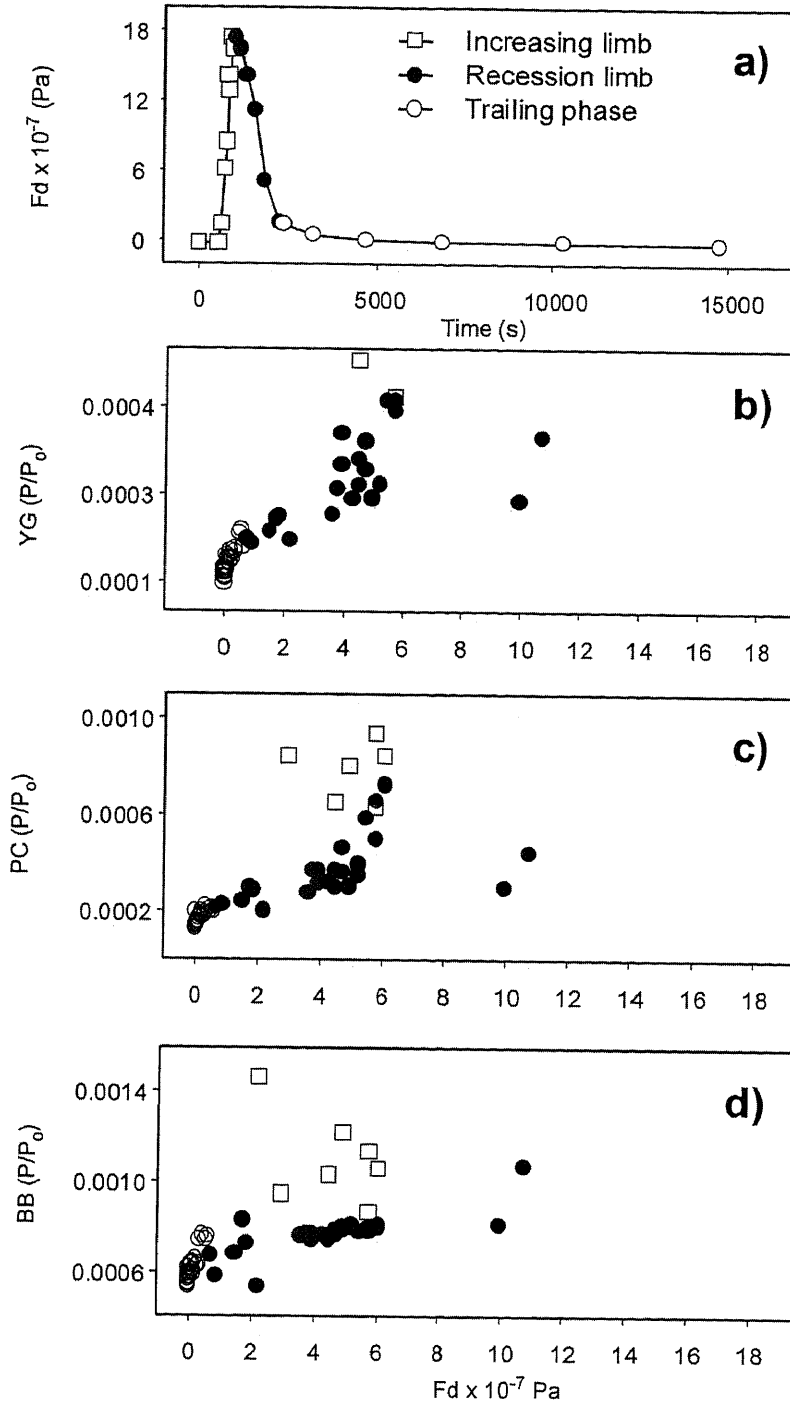 18
12
6
0
Fd x 10-7 (Pa)
Increasing limb
Recession limb
Trailing phase
a)
0 5000 10000 15000
Time (s)
0.0004
0.0003
0.0001
YG (P/Po)
b)
0 2 4 6 8 10 12 14 16 18
0.0010
0.0006
0.0002
PC (P/Po)
c)
0 2 4 6 8 10 12 14 16 18
0.0014
0.0010
0.0006
BB (P/Po)
d)
0 2 4 6 8 10 12 14 16 18
Fd x 10-7 Pa